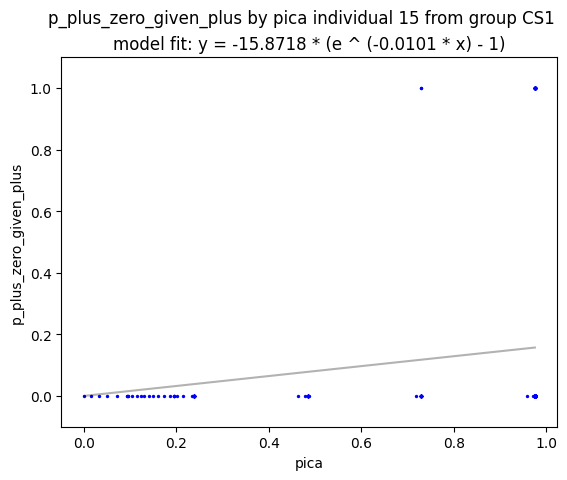 p_plus_zero_given_plus by pica individual 15 from group CS1
model fit: y = -15.8718 * (e ^ (-0.0101 * x) - 1)
1.0
0.8
0.6
0.4
0.2
0.0
p_plus_zero_given_plus
0.0 0.2 0.4 0.6 0.8 1.0
pica